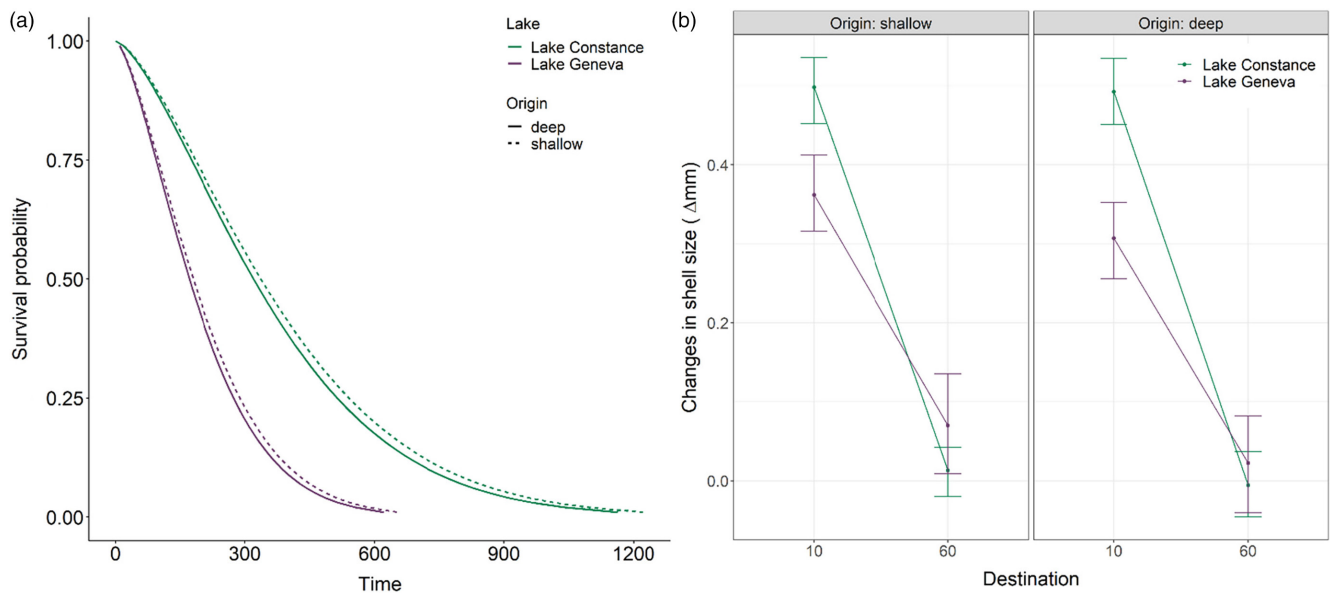 (a)
Survival probability
1.00
0.75
0.50
0.25
0.00
0
300
600
900
1200
Time
Lake
Lake Constance
Lake Geneva
Origin
deep
shallow
(b)
Origin: shallow
Origin: deep
Changes in shell size ( Δmm)
0.4
0.2
0.0
10
60
10
60
Destination
Lake Constance
Lake Geneva